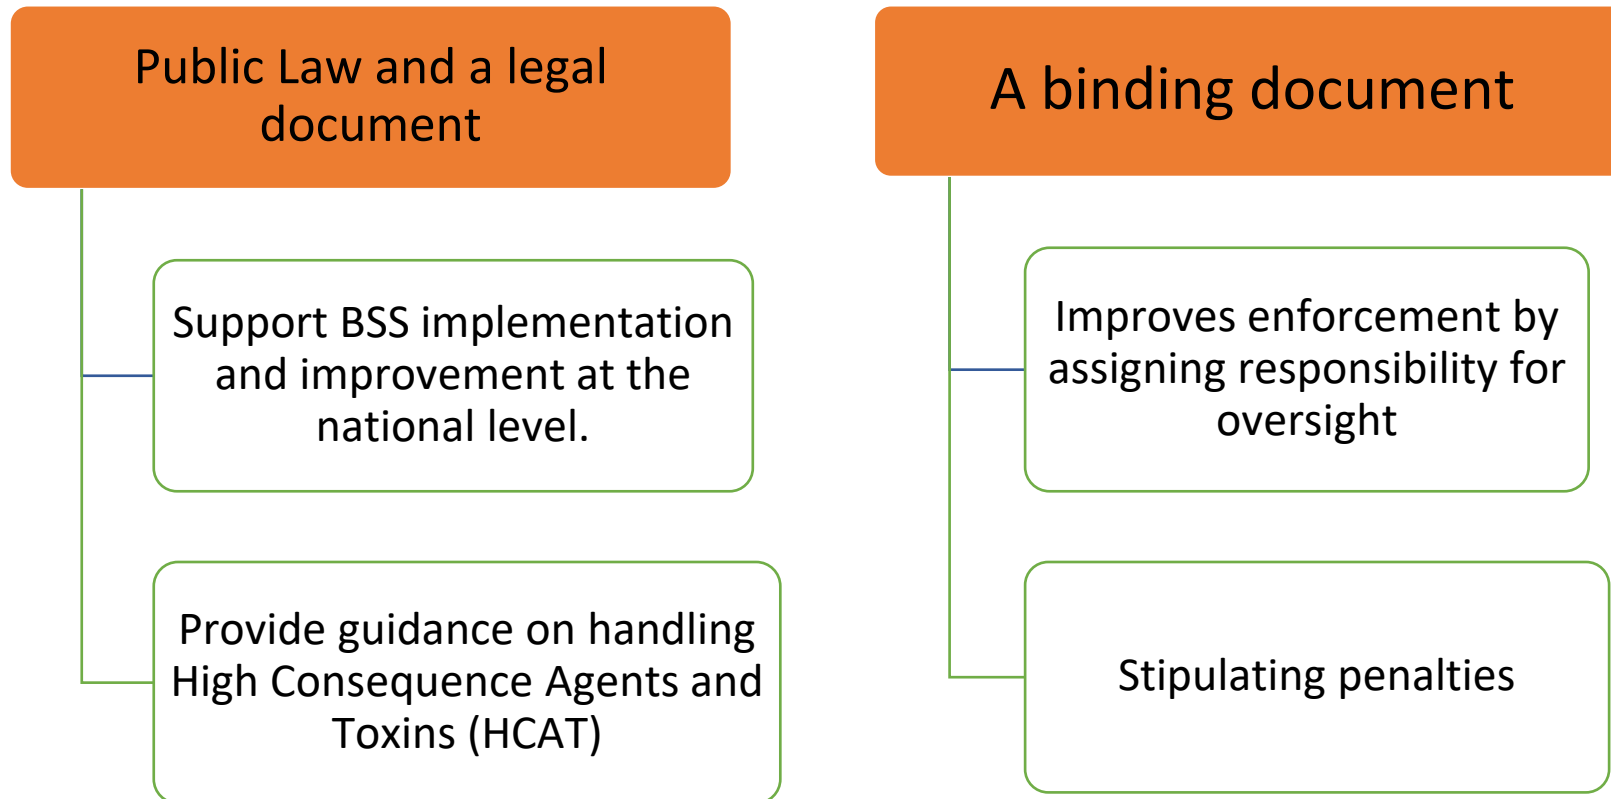 Public Law and a legal
document
Support BSS implementation
and improvement at the
national level.
Provide guidance on handling
High Consequence Agents and
Toxins (HCAT)
A binding document
Improves enforcement by
assigning responsibility for
oversight
Stipulating penalties